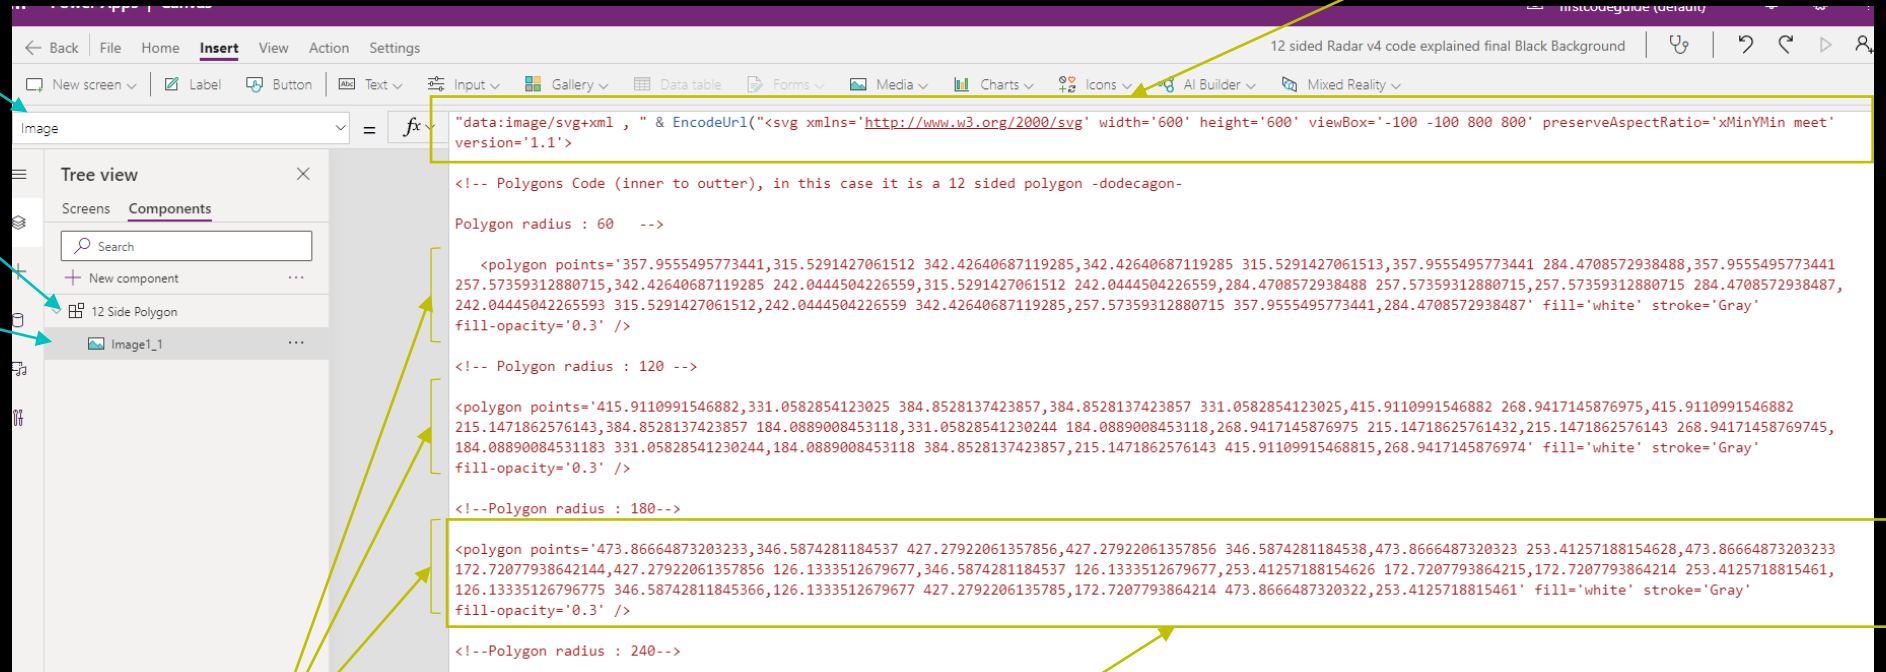 Power Apps | Canvas
firstcodeguide (default)
Back File Home Insert View Action Settings
12 sided Radar v4 code explained final Black Background
New screen Label Button Text Input Gallery Data table Forms Media Charts Icons AI Builder Mixed Reality
Image = fx
"data:image/svg+xml , " & EncodeUrl("<svg xmlns='http://www.w3.org/2000/svg' width='600' height='600' viewBox='-100 -100 800 800' preserveAspectRatio='xMinYMin meet'
version='1.1'>
Tree view
Screens Components
Search
New component
12 Side Polygon
Image1_1
<!-- Polygons Code (inner to outter), in this case it is a 12 sided polygon -dodecagon-
Polygon radius : 60 -->
<polygon points='357.9555495773441,315.5291427061512 342.42640687119285,342.42640687119285 315.5291427061513,357.9555495773441 284.4708572938488,357.9555495773441
257.57359312880715,342.42640687119285 242.0444504226559,315.5291427061512 242.0444504226559,284.4708572938488 257.57359312880715,257.57359312880715 284.4708572938487,
242.04445042265593 315.5291427061512,242.0444504226559 342.42640687119285,257.57359312880715 357.9555495773441,284.4708572938487' fill='white' stroke='Gray'
fill-opacity='0.3' />
<!-- Polygon radius : 120 -->
<polygon points='415.9110991546882,331.0582854123025 384.8528137423857,384.8528137423857 331.0582854123025,415.9110991546882 268.9417145876975,415.9110991546882
215.1471862576143,384.8528137423857 184.0889008453118,331.05828541230244 184.0889008453118,268.9417145876975 215.14718625761432,215.1471862576143 268.94171458769745,
184.08890084531183 331.05828541230244,184.0889008453118 384.8528137423857,215.1471862576143 415.91109915468815,268.9417145876974' fill='white' stroke='Gray'
fill-opacity='0.3' />
<!--Polygon radius : 180-->
<polygon points='473.86664873203233,346.5874281184537 427.27922061357856,427.27922061357856 346.5874281184538,473.8666487320323 253.41257188154628,473.86664873203233
172.72077938642144,427.27922061357856 126.1333512679677,346.5874281184537 126.1333512679677,253.41257188154626 172.7207793864215,172.7207793864214 253.4125718815461,
126.13335126796775 346.58742811845366,126.1333512679677 427.2792206135785,172.7207793864214 473.8666487320322,253.4125718815461' fill='white' stroke='Gray'
fill-opacity='0.3' />
<!--Polygon radius : 240-->